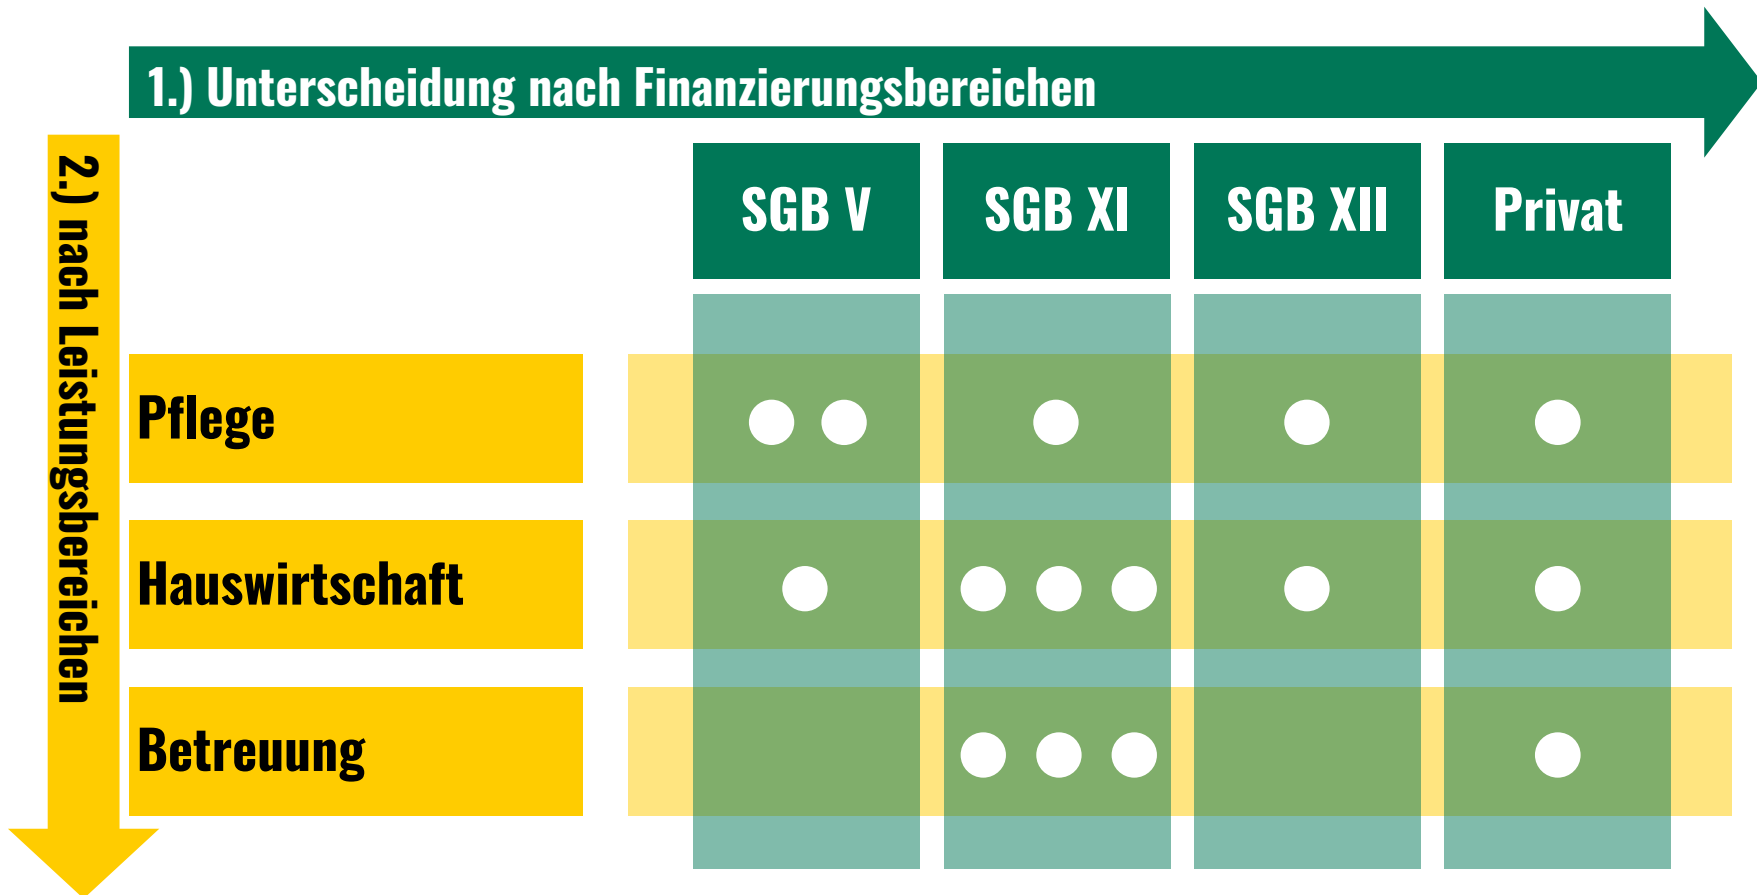 1.) Unterscheidung nach Finanzierungsbereichen
2.) nach Leistungsbereichen
SGB V
SGB XI
SGB XII
Privat
Pflege
Hauswirtschaft
Betreuung